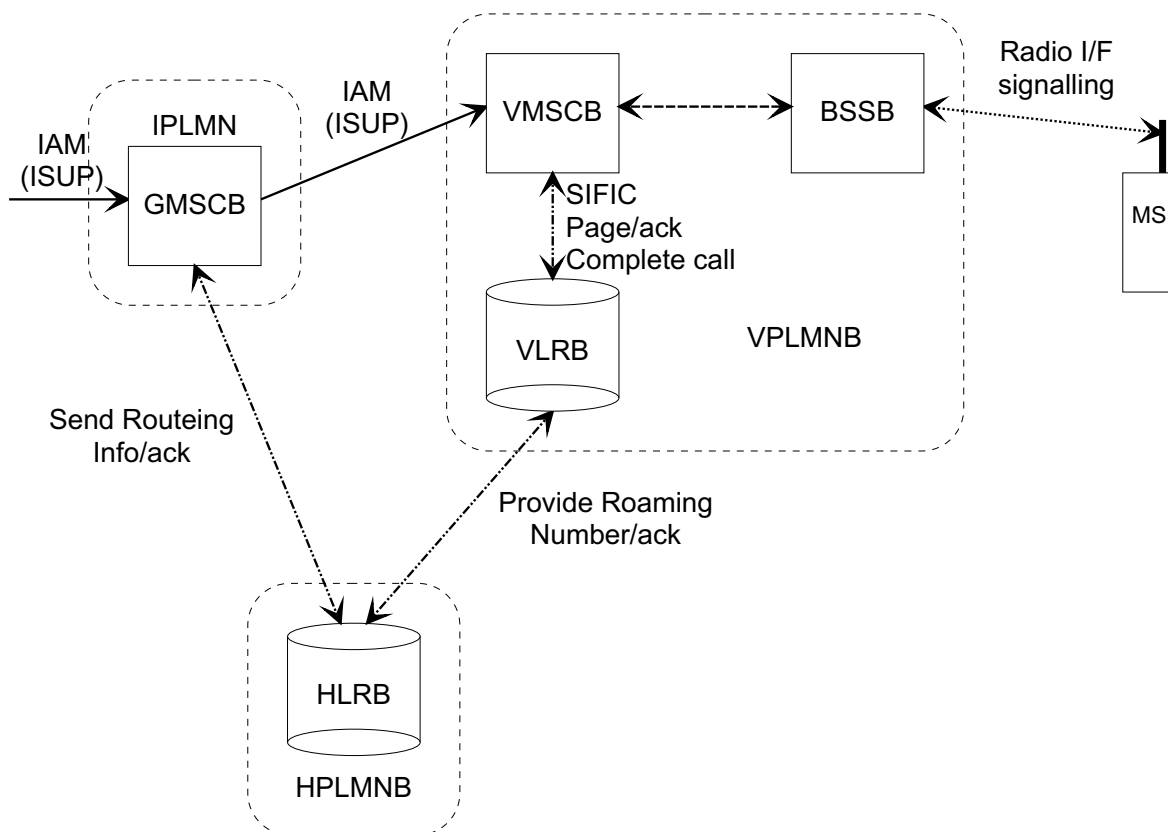 Radio I/F
signalling
IAM
(ISUP)
VMSCB
BSSB
IPLMN
IAM
(ISUP)
GMSCB
SIFIC
Page/ack
Complete call
MS
VLRB
VPLMNB
Send Routeing
Info/ack
Provide Roaming
Number/ack
HLRB
HPLMNB